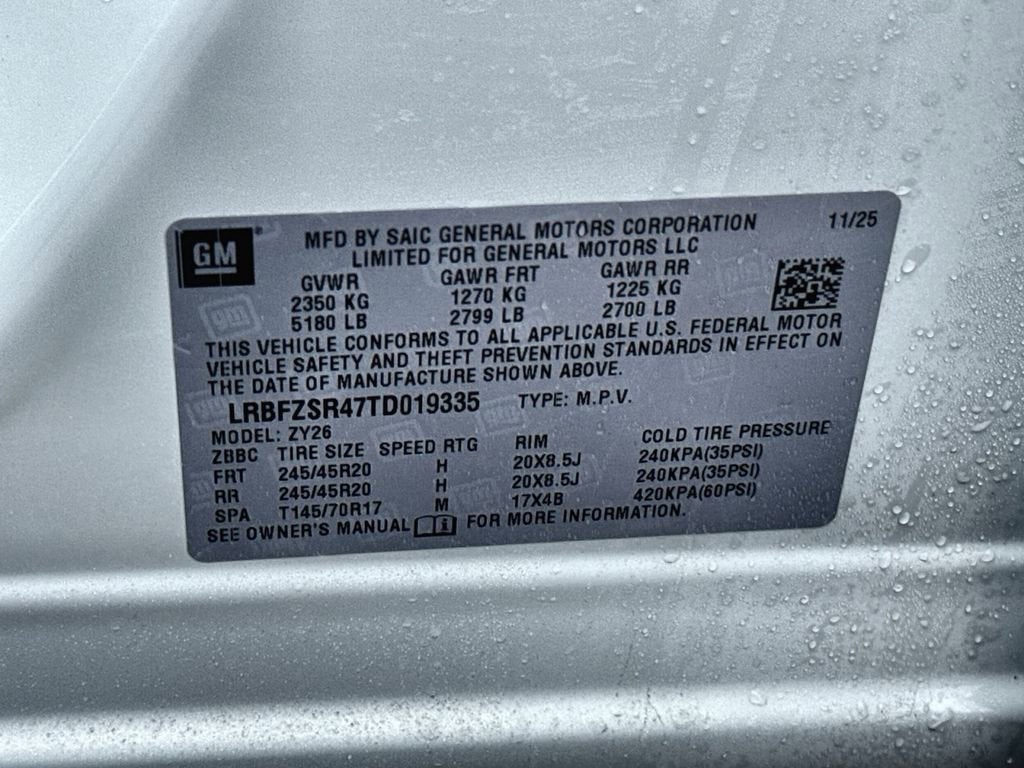 GM
MFD BY SAIC GENERAL MOTORS CORPORATION 11/25
LIMITED FOR GENERAL MOTORS LLC
GVWR GAWR FRT GAWR RR
2350 KG 1270 KG 1225 KG
5180 LB 2799 LB 2700 LB
THIS VEHICLE CONFORMS TO ALL APPLICABLE U.S. FEDERAL MOTOR
VEHICLE SAFETY AND THEFT PREVENTION STANDARDS IN EFFECT ON
THE DATE OF MANUFACTURE SHOWN ABOVE.
LRBFZSR47TD019335 TYPE: M.P.V.
MODEL: ZY26
ZBBC TIRE SIZE SPEED RTG RIM COLD TIRE PRESSURE
FRT 245/45R20 H 20X8.5J 240KPA(35PSI)
RR 245/45R20 H 20X8.5J 240KPA(35PSI)
SPA T145/70R17 M 17X4B 420KPA(60PSI)
SEE OWNER'S MANUAL FOR MORE INFORMATION.